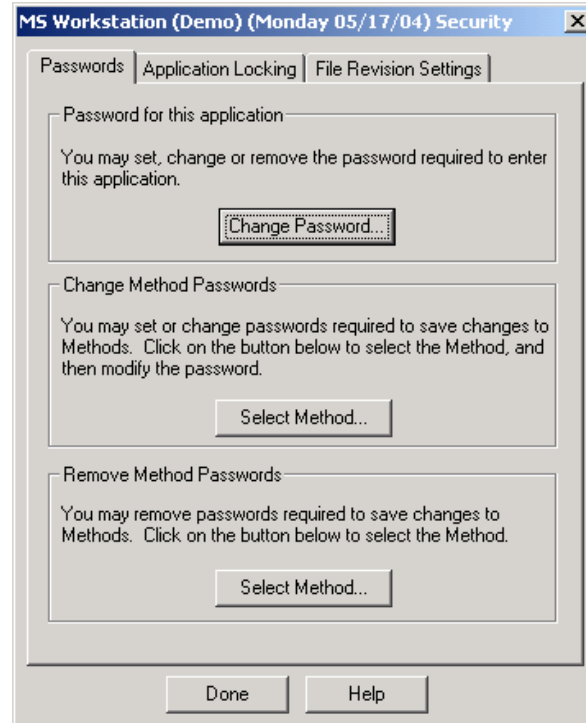 MS Workstation (Demo) (Monday 05/17/04) Security
Passwords Application Locking File Revision Settings
Password for this application
You may set, change or remove the password required to enter
this application.
Change Password...
Change Method Passwords
You may set or change passwords required to save changes to
Methods. Click on the button below to select the Method, and
then modify the password.
Select Method...
Remove Method Passwords
You may remove passwords required to save changes to
Methods. Click on the button below to select the Method.
Select Method...
Done Help